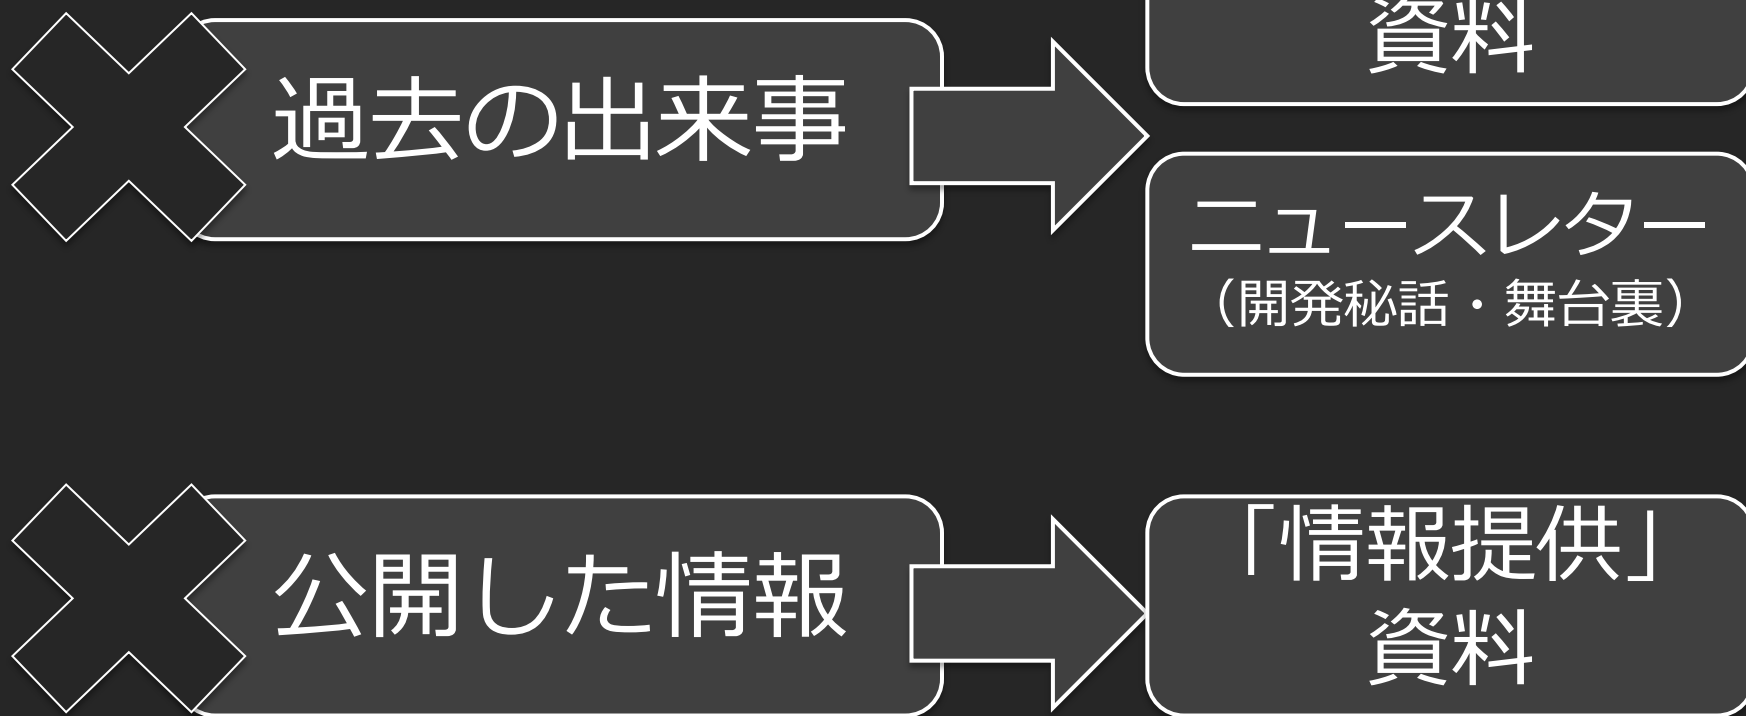 資料
過去の出来事
ニュースレター
（開発秘話・舞台裏）
公開した情報
「情報提供」
資料